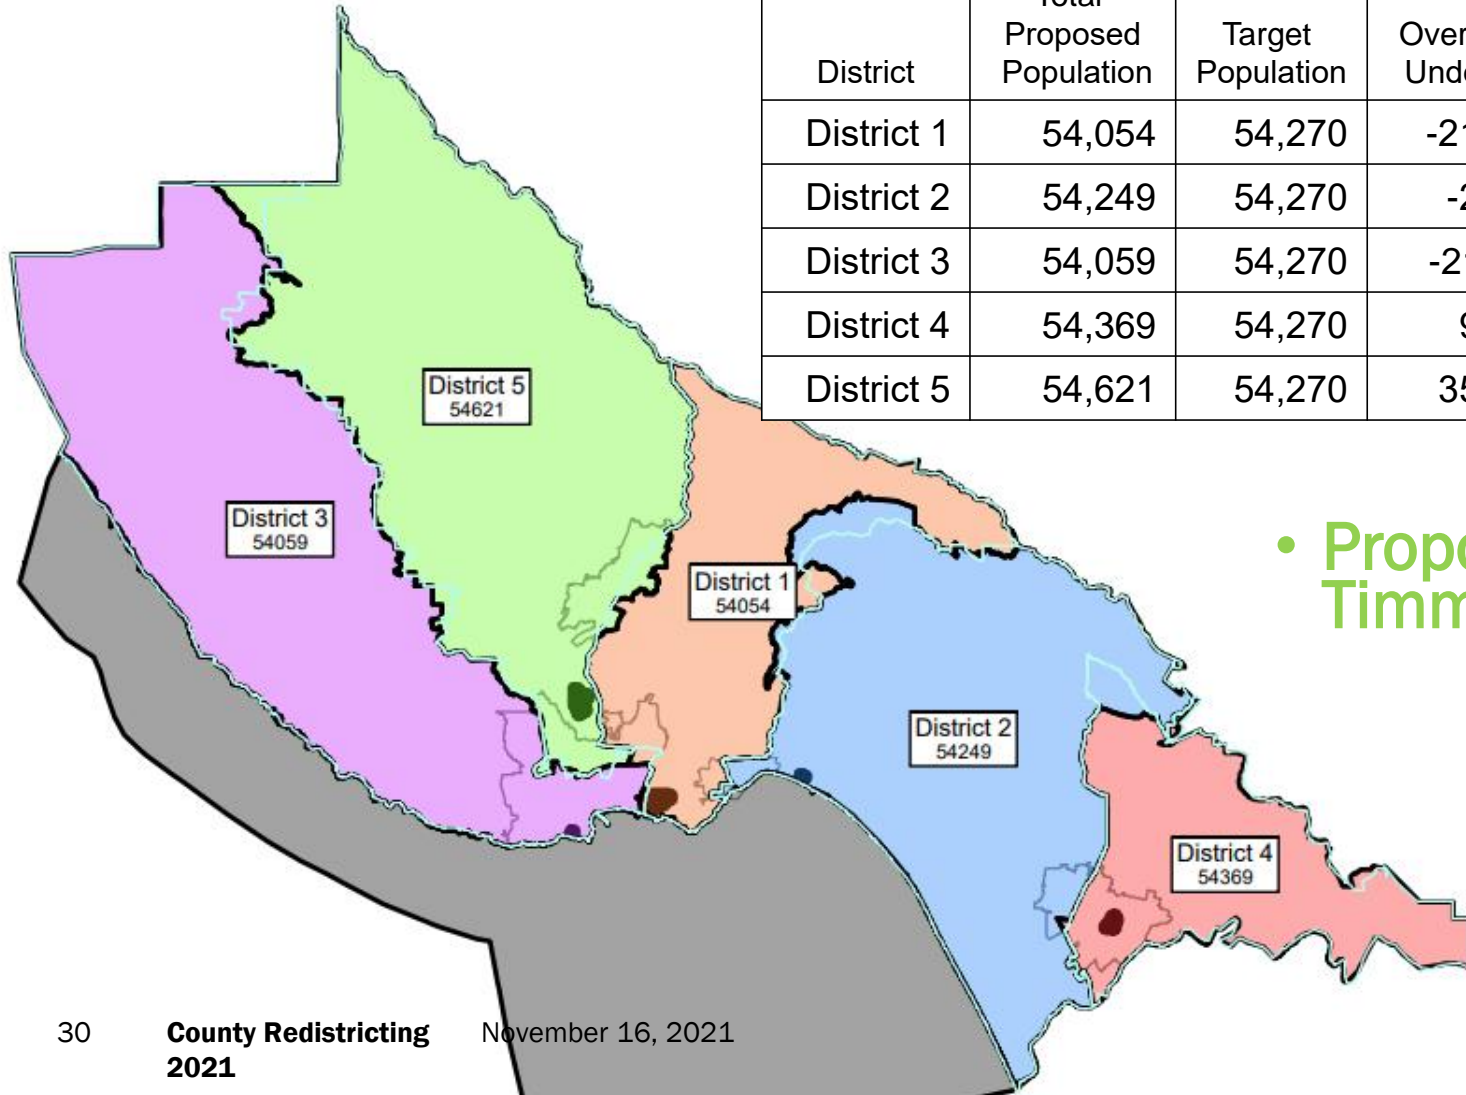 District
Total
Proposed
Population
Target
Population
District 1 54,054 54,270
District 2 54,249 54,270
District 3 54,059 54,270
District 4 54,369 54,270
District 5 54,621 54,270
District 5
54621
District 3
54059
District 1
54054
District 2
54249
District 4
54369
30 County Redistricting November 16, 2021
2021